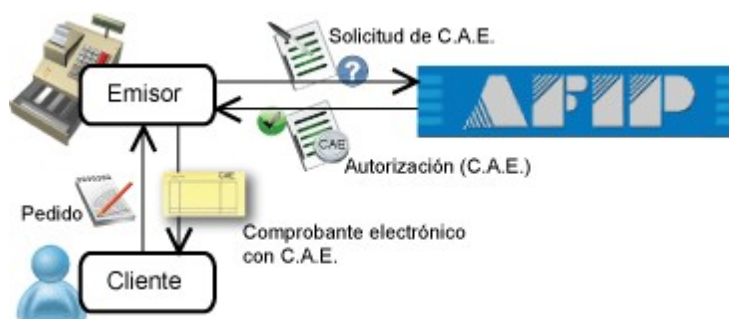 Solicitud de C.A.E.
Emisor
AFIP
CAE
Autorización (C.A.E.)
CAE
Pedido
Comprobante electrónico
con C.A.E.
Cliente